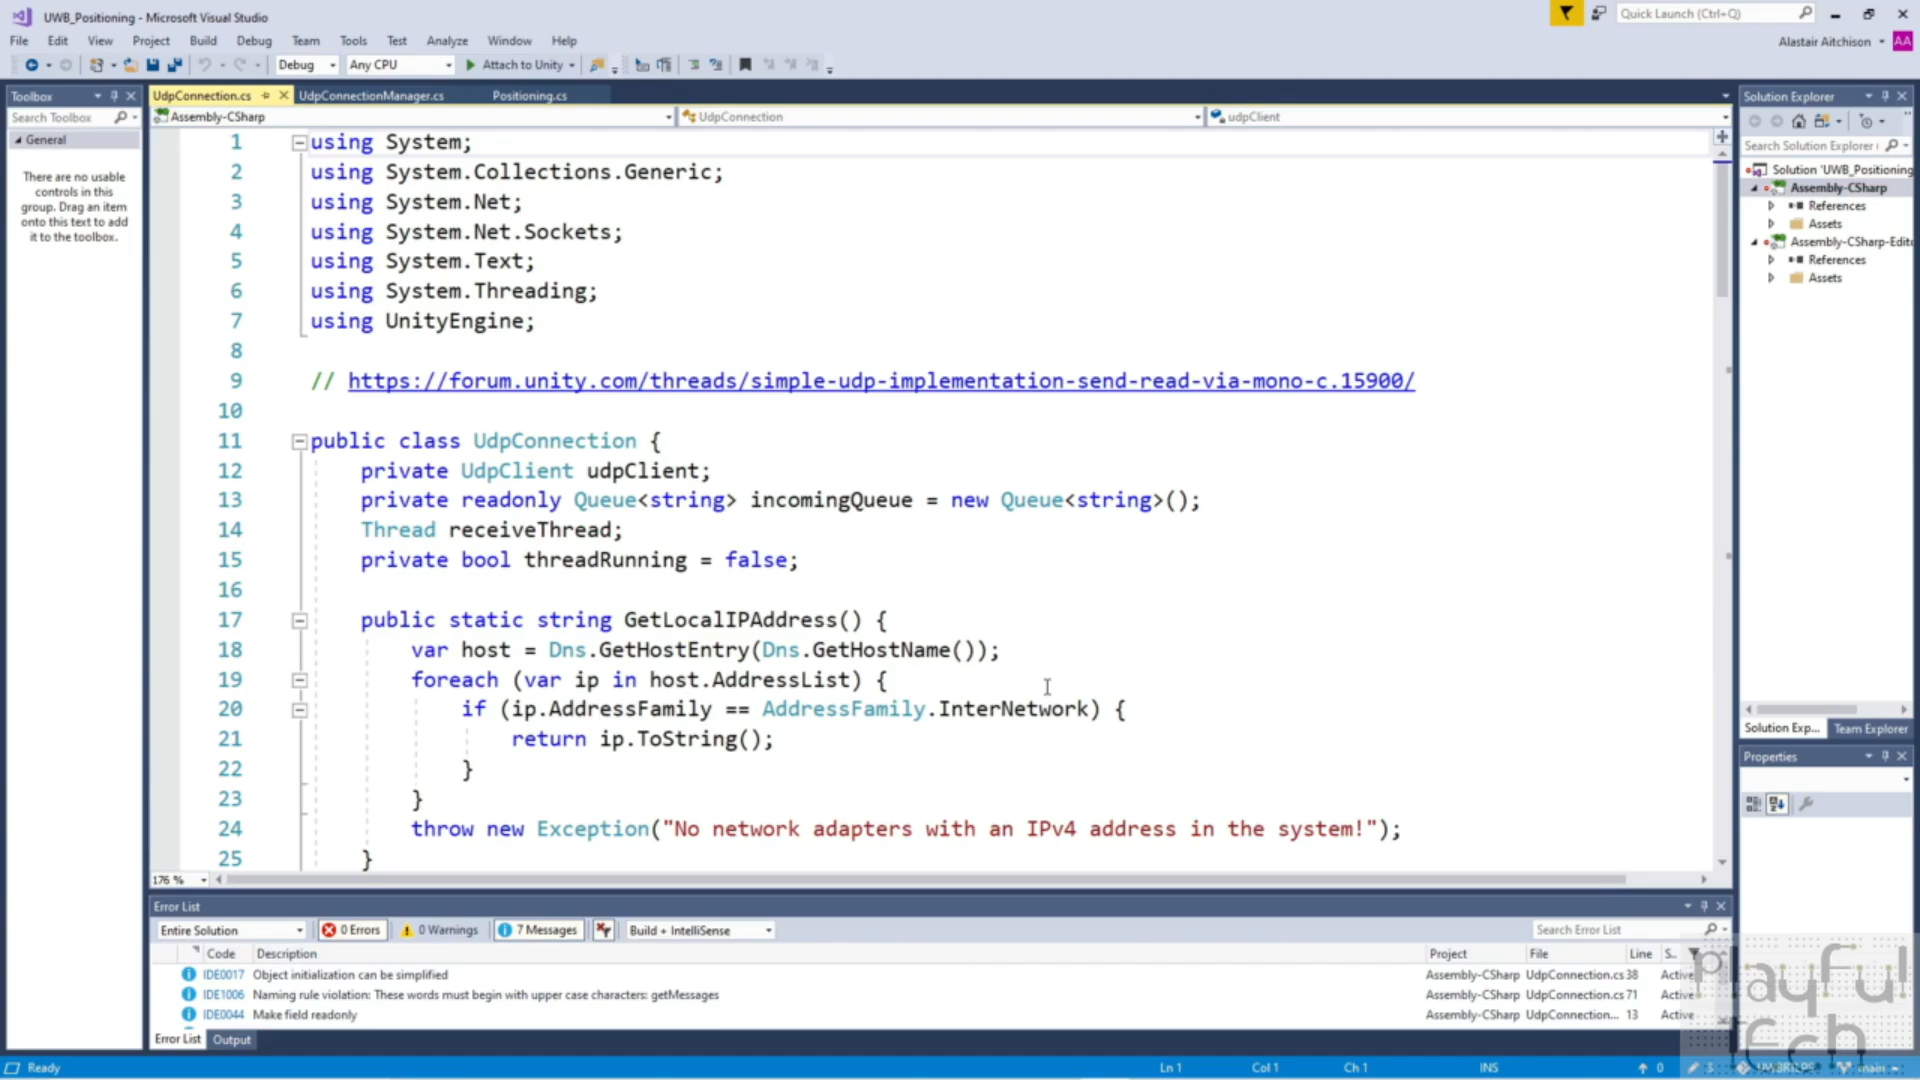 UWB_Positioning - Microsoft Visual Studio
Quick Launch (Ctrl+Q)
File Edit View Project Build Debug Team Tools Test Analyze Window Help
Alastair Aitchison AA
Debug Any CPU Attach to Unity
Toolbox
Search Toolbox
General
There are no usable
controls in this
group. Drag an item
onto this text to add
it to the toolbox.
UdpConnection.cs UdpConnectionManager.cs Positioning.cs
Assembly-CSharp UdpConnection udpClient
1 using System;
2 using System.Collections.Generic;
3 using System.Net;
4 using System.Net.Sockets;
5 using System.Text;
6 using System.Threading;
7 using UnityEngine;
8
9 // https://forum.unity.com/threads/simple-udp-implementation-send-read-via-mono-c.15900/
10
11 public class UdpConnection {
12 private UdpClient udpClient;
13 private readonly Queue<string> incomingQueue = new Queue<string>();
14 Thread receiveThread;
15 private bool threadRunning = false;
16
17 public static string GetLocalIPAddress() {
18 var host = Dns.GetHostEntry(Dns.GetHostName());
19 foreach (var ip in host.AddressList) {
20 if (ip.AddressFamily == AddressFamily.InterNetwork) {
21 return ip.ToString();
22 }
23 }
24 throw new Exception("No network adapters with an IPv4 address in the system!");
25 }
176 %
Solution Explorer
Search Solution Explorer (
Solution 'UWB_Positioning
Assembly-CSharp
References
Assets
Assembly-CSharp-Edito
References
Assets
Solution Exp... Team Explorer
Properties
Error List
Entire Solution 0 Errors 0 Warnings 7 Messages Build + IntelliSense Search Error List
Code Description Project File Line S...
IDE0017 Object initialization can be simplified Assembly-CSharp UdpConnection.cs 38 Active
IDE1006 Naming rule violation: These words must begin with upper case characters: getMessages Assembly-CSharp UdpConnection.cs 71 Active
IDE0044 Make field readonly Assembly-CSharp UdpConnection... 13 Active
Error List Output
Playful
tech
Ready Ln 1 Col 1 Ch 1 INS 0 main